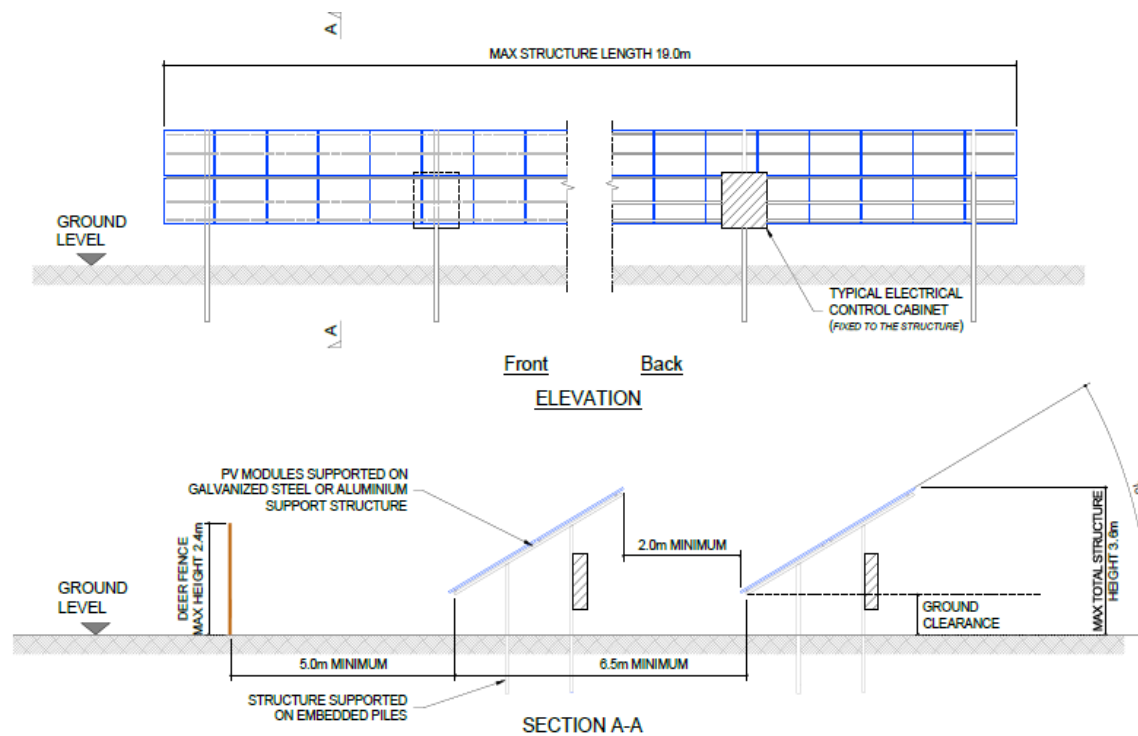 A
MAX STRUCTURE LENGTH 19.0m
GROUND
LEVEL
TYPICAL ELECTRICAL
CONTROL CABINET
(FIXED TO THE STRUCTURE)
A
Front
Back
ELEVATION
PV MODULES SUPPORTED ON
GALVANIZED STEEL OR ALUMINIUM
SUPPORT STRUCTURE
DEER FENCE
MAX HEIGHT 2.4m
2.0m MINIMUM
MAX TOTAL STRUCTURE
HEIGHT 3.6m
GROUND
LEVEL
GROUND
CLEARANCE
5.0m MINIMUM
6.5m MINIMUM
STRUCTURE SUPPORTED
ON EMBEDDED PILES
SECTION A-A